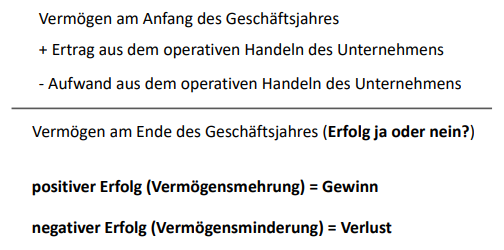 Vermögen am Anfang des Geschäftsjahres
+ Ertrag aus dem operativen Handeln des Unternehmens
- Aufwand aus dem operativen Handeln des Unternehmens
Vermögen am Ende des Geschäftsjahres (Erfolg ja oder nein?)
positiver Erfolg (Vermögensmehrung) = Gewinn
negativer Erfolg (Vermögensminderung) = Verlust